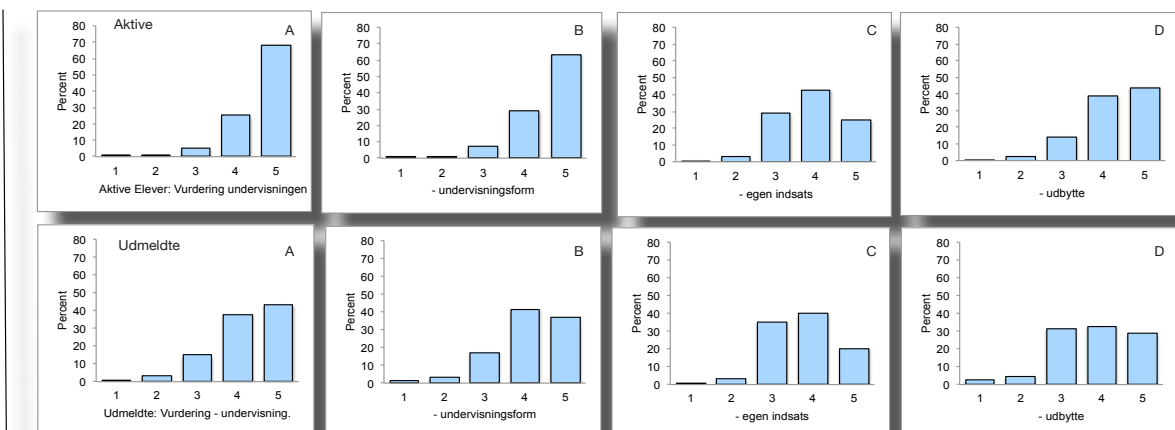 Aktive
A
80
70
60
50
40
30
20
10
0
Percent
1 2 3 4 5
Aktive Elever: Vurdering undervisningen
B
80
70
60
50
40
30
20
10
0
Percent
1 2 3 4 5
- undervisningsform
C
80
70
60
50
40
30
20
10
0
Percent
1 2 3 4 5
- egen indsats
D
80
70
60
50
40
30
20
10
0
Percent
1 2 3 4 5
- udbytte
Udmeldte
A
80
70
60
50
40
30
20
10
0
Percent
1 2 3 4 5
Udmeldte: Vurdering - undervisning.
B
80
70
60
50
40
30
20
10
0
Percent
1 2 3 4 5
- undervisningsform
C
80
70
60
50
40
30
20
10
0
Percent
1 2 3 4 5
- egen indsats
D
80
70
60
50
40
30
20
10
0
Percent
1 2 3 4 5
- udbytte